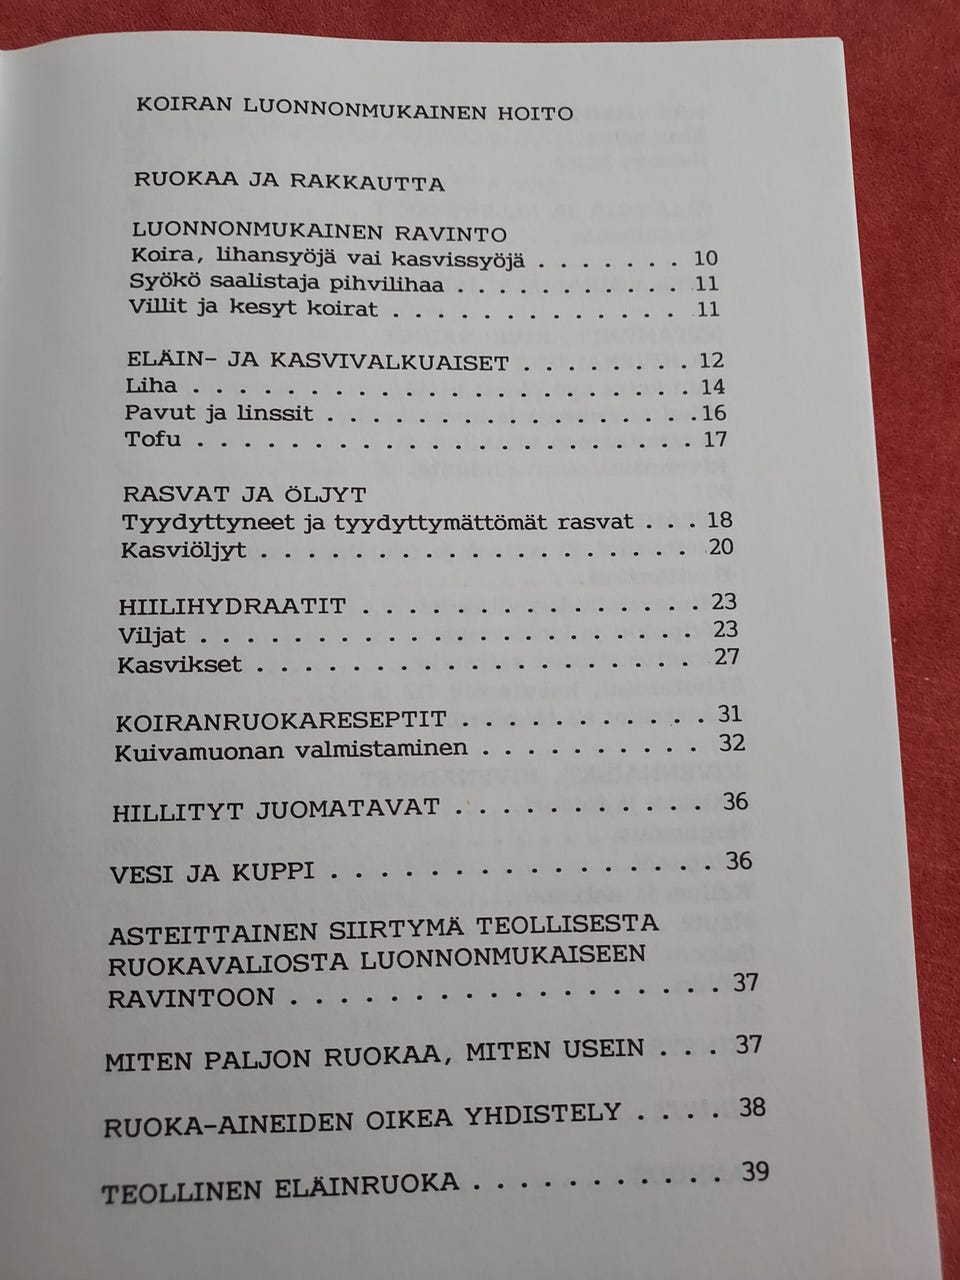 KOIRAN LUONNONMUKAINEN HOITO
RUOKAA JA RAKKAUTTA
LUONNONMUKAINEN RAVINTO
Koira, lihansyöjä vai kasvissyöjä . . . . . . . 10
Syökö saalistaja pihvilihaa . . . . . . . . . . . 11
Villit ja kesyt koirat . . . . . . . . . . . . . 11
ELÄIN- JA KASVIVALKUAISET . . . . . . . . 12
Liha . . . . . . . . . . . . . . . . . . . . . . 14
Pavut ja linssit . . . . . . . . . . . . . . . . 16
Tofu . . . . . . . . . . . . . . . . . . . . . 17
RASVAT JA ÖLJYT
Tyydyttyneet ja tyydyttymättömät rasvat . . . 18
Kasviöljyt . . . . . . . . . . . . . . . . . . . 20
HIILIHYDRAATIT . . . . . . . . . . . . . . . 23
Viljat . . . . . . . . . . . . . . . . . . . . . 23
Kasvikset . . . . . . . . . . . . . . . . . . . 27
KOIRANRUOKARESEPTIT . . . . . . . . . . . 31
Kuivamuonan valmistaminen . . . . . . . . . . 32
HILLITYT JUOMATAVAT . . . . . . . . . . . 36
VESI JA KUPPI . . . . . . . . . . . . . . . . 36
ASTEITTAINEN SIIRTYMÄ TEOLLISESTA
RUOKAVALIOSTA LUONNONMUKAISEEN
RAVINTOON . . . . . . . . . . . . . . . . . . 37
MITEN PALJON RUOKAA, MITEN USEIN . . . 37
RUOKA-AINEIDEN OIKEA YHDISTELY . . . . 38
TEOLLINEN ELÄINRUOKA . . . . . . . . . . . 39